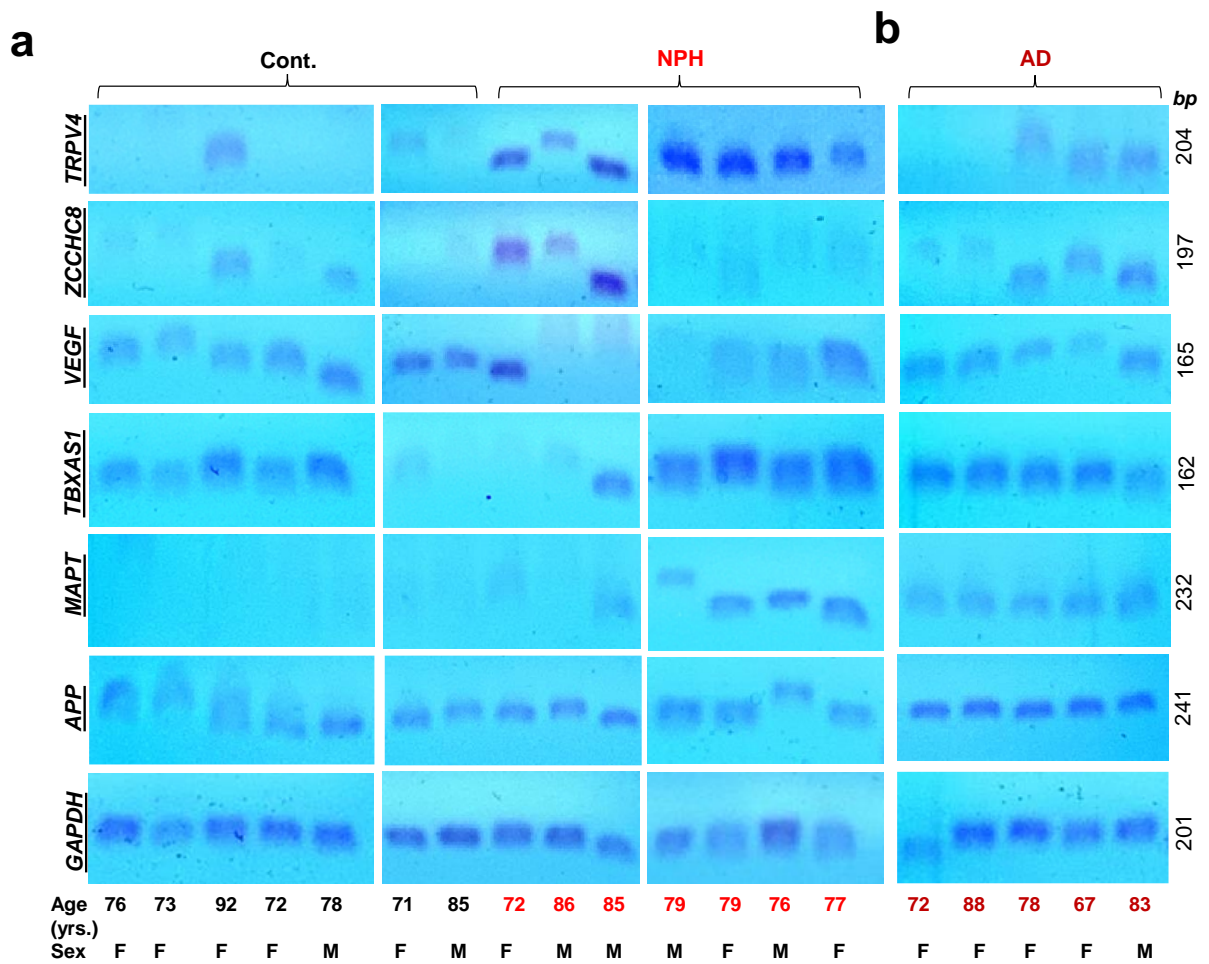 a
b
Cont.
NPH
AD
bp
TRPV4
204
ZCCHC8
197
VEGF
165
TBXAS1
162
MAPT
232
APP
241
GAPDH
201
Age 76 73 92 72 78 71 85 72 86 85 79 79 76 77 72 88 78 67 83
(yrs.)
Sex F F F F M F M F M M M F M F F F F F M